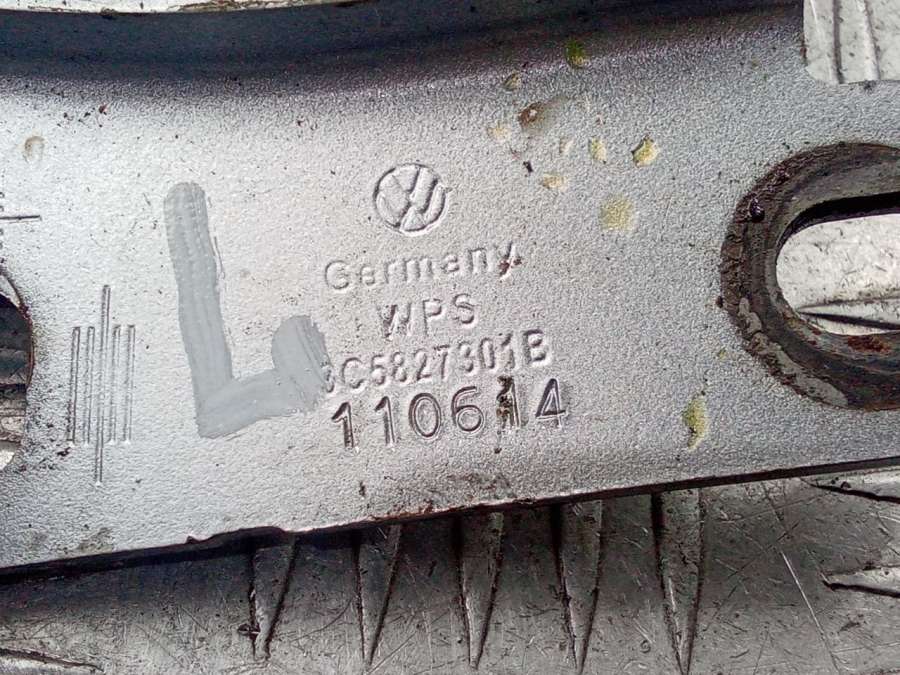 L
Germany
WPS
3C5827301B
110614